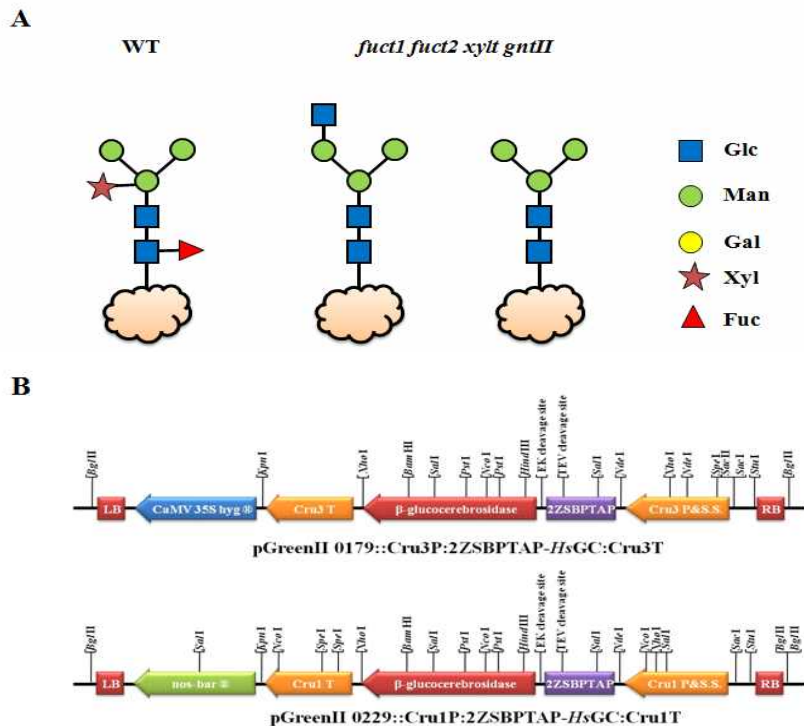 A
WT
fuct1 fuct2 xylt gntII
Glc
Man
Gal
Xyl
Fuc
B
BglII
KpnI
XhoI
BamHI
SalI
PstI
NcoI
PstI
HindIII
EK cleavage site
TEV cleavage site
SalI
NdeI
XhoI
NdeI
SpeI
SacII
SacI
StuI
LB
CaMV 35S hyg ®
Cru3 T
β-glucocerebrosidase
2ZSBPTAP
Cru3 P&S.S.
RB
pGreenII 0179::Cru3P:2ZSBPTAP-HsGC:Cru3T
BglII
SalI
KpnI
NcoI
SpeI
SpeI
XhoI
BamHI
SalI
PstI
NcoI
PstI
HindIII
EK cleavage site
TEV cleavage site
SalI
NdeI
NcoI
XhoI
SalI
SacI
StuI
BglII
BglII
LB
nos-bar ®
Cru1 T
β-glucocerebrosidase
2ZSBPTAP
Cru1 P&S.S.
RB
pGreenII 0229::Cru1P:2ZSBPTAP-HsGC:Cru1T